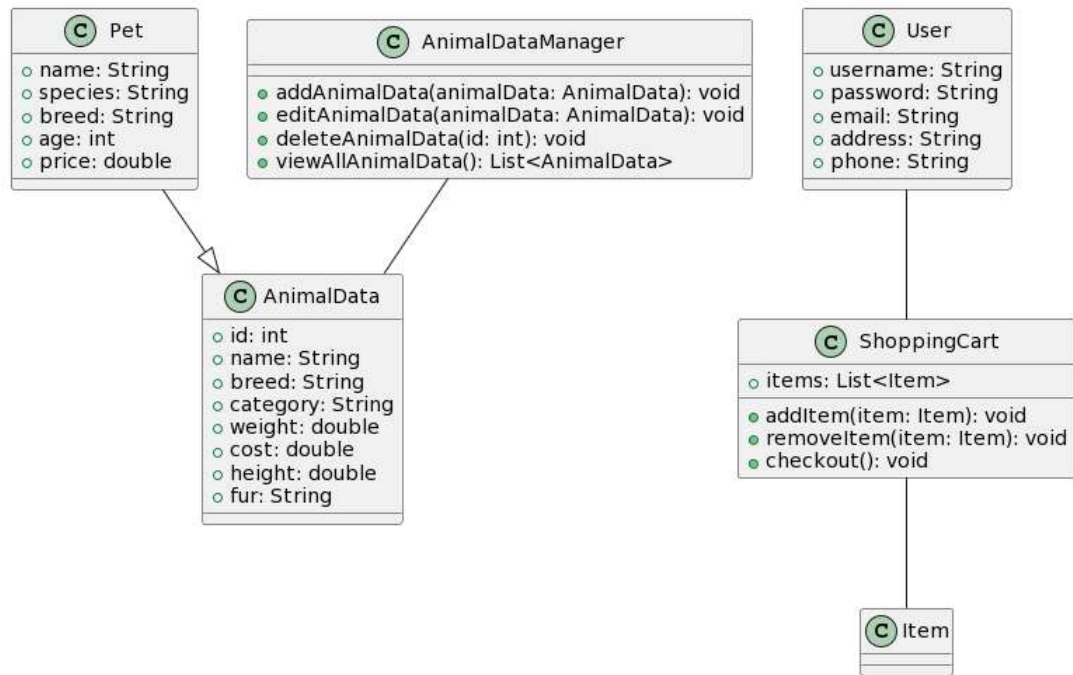 C Pet
name: String
species: String
breed: String
age: int
price: double
C AnimalDataManager
addAnimalData(animalData: AnimalData): void
editAnimalData(animalData: AnimalData): void
deleteAnimalData(id: int): void
viewAllAnimalData(): List<AnimalData>
C User
username: String
password: String
email: String
address: String
phone: String
C AnimalData
id: int
name: String
breed: String
category: String
weight: double
cost: double
height: double
fur: String
C ShoppingCart
items: List<Item>
addItem(item: Item): void
removeItem(item: Item): void
checkout(): void
C Item